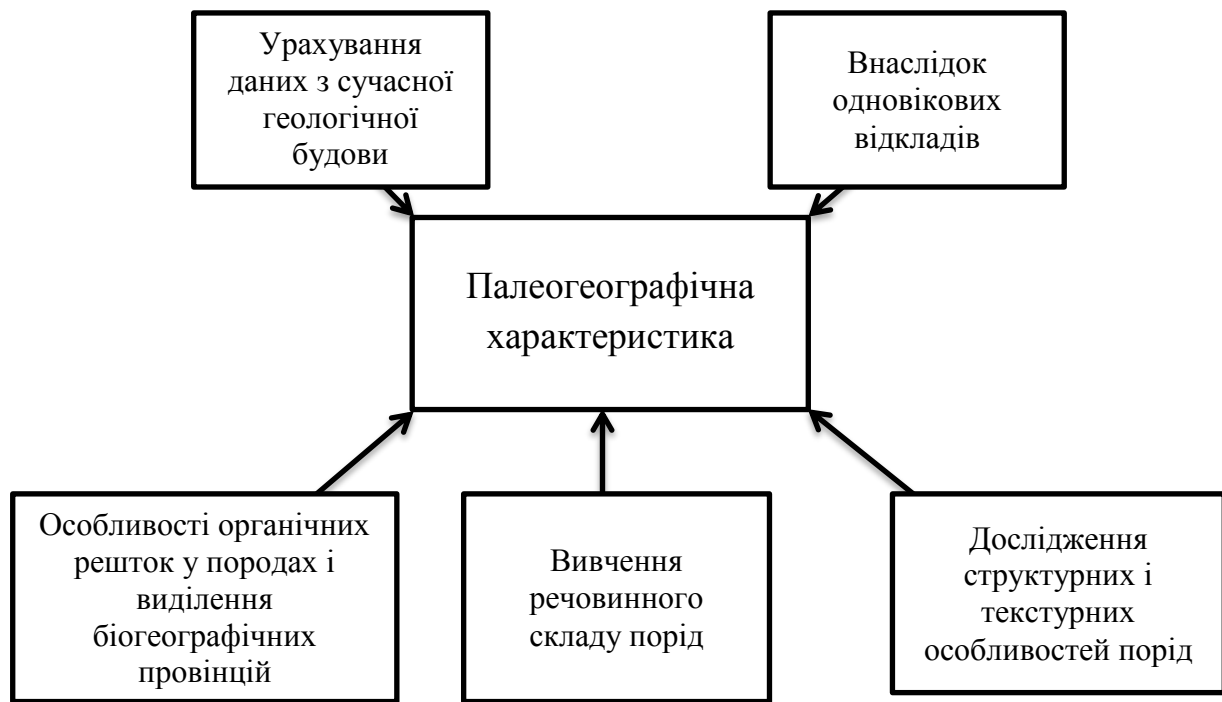 Урахування
даних з сучасної
геологічної
будови
Внаслідок
одновікових
відкладів
Палеогеографічна
характеристика
Особливості органічних
решток у породах і
виділення
біогеографічних
провінцій
Вивчення
речовинного
складу порід
Дослідження
структурних і
текстурних
особливостей порід